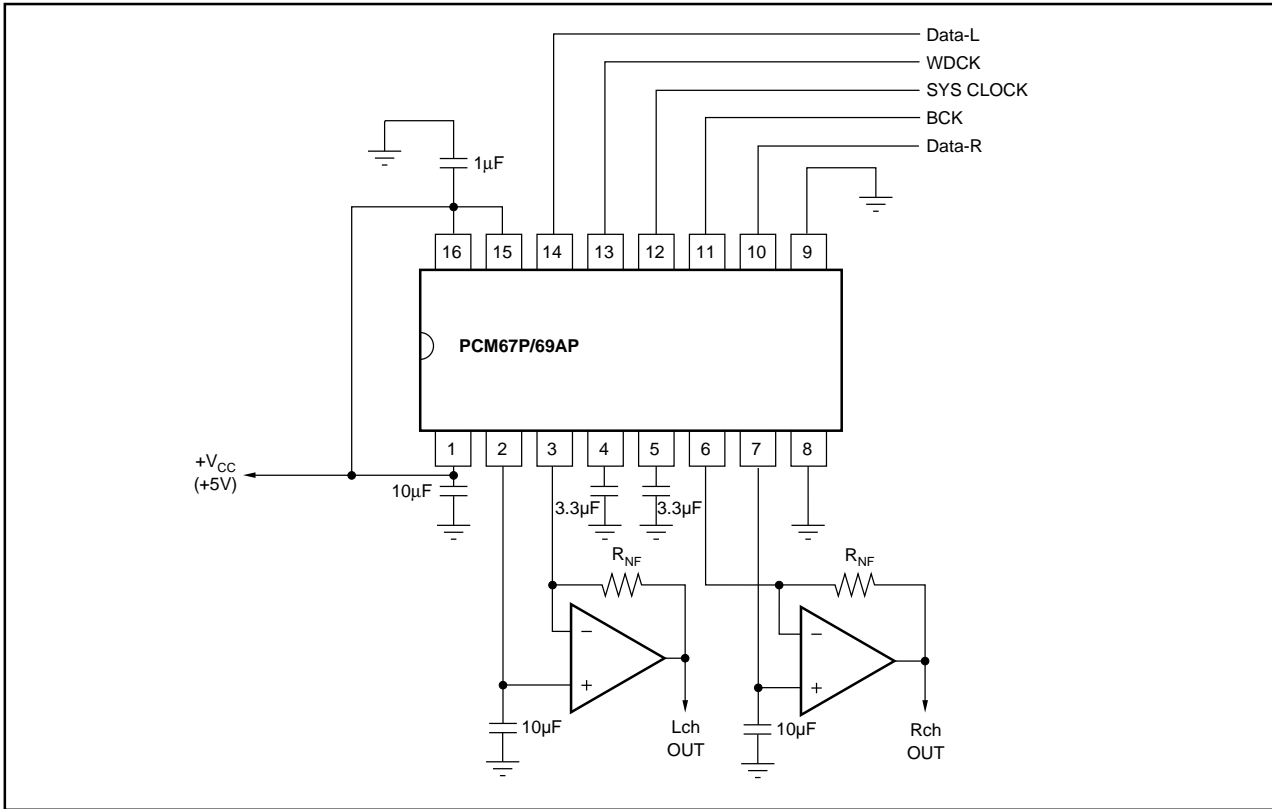 Data-L
WDCK
SYS CLOCK
BCK
Data-R
1μF
16
15
14
13
12
11
10
9
PCM67P/69AP
1
2
3
4
5
6
7
8
+VCC
(+5V)
10μF
3.3μF
3.3μF
RNF
RNF
−
+
−
+
10μF
Lch
OUT
10μF
Rch
OUT